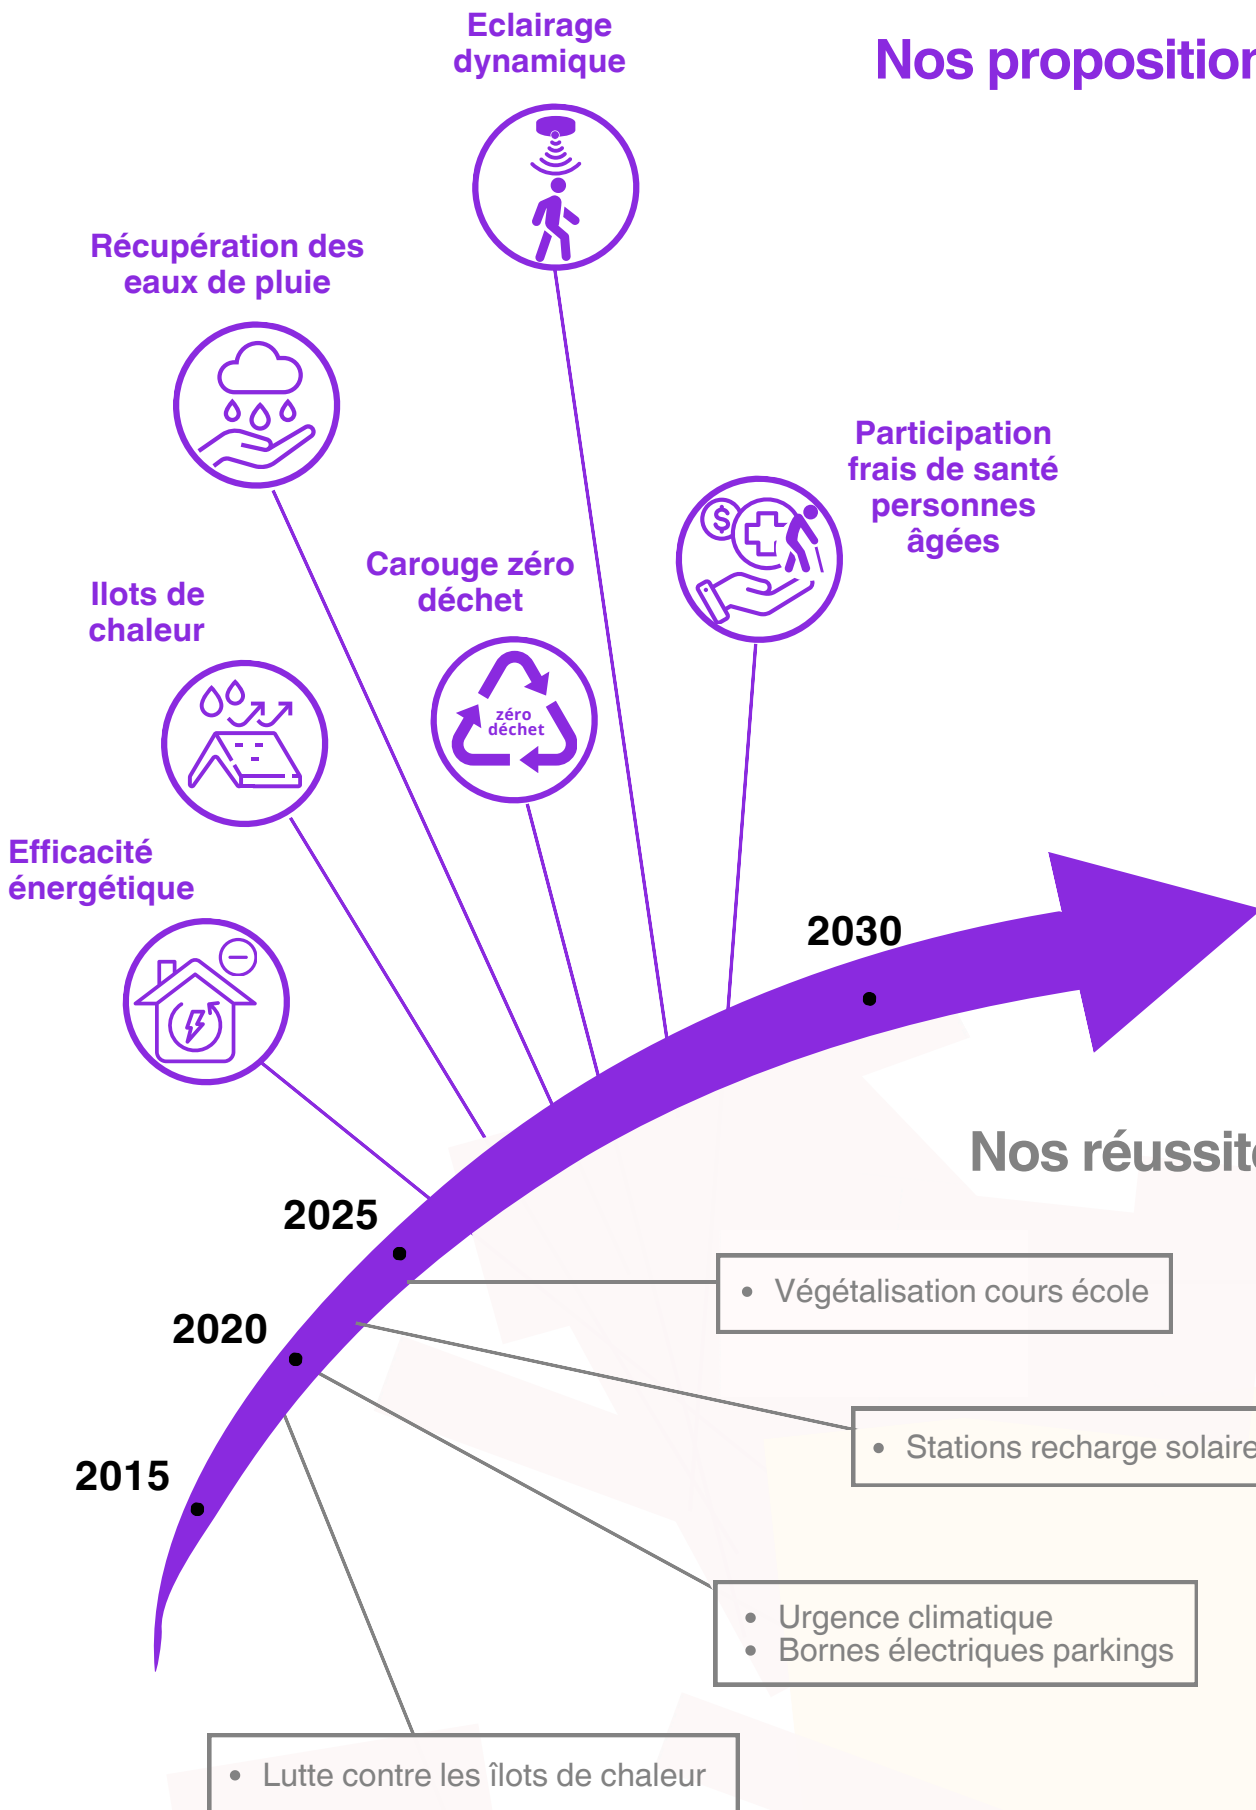 Eclairage
dynamique
Nos proposition
Récupération des
eaux de pluie
Participation
frais de santé
personnes
âgées
$
Carouge zéro
déchet
Ilots de
chaleur
zéro
déchet
Efficacité
énergétique
2030
Nos réussite
2025
• Végétalisation cours école
2020
• Stations recharge solaire
2015
• Urgence climatique
• Bornes électriques parkings
• Lutte contre les îlots de chaleur